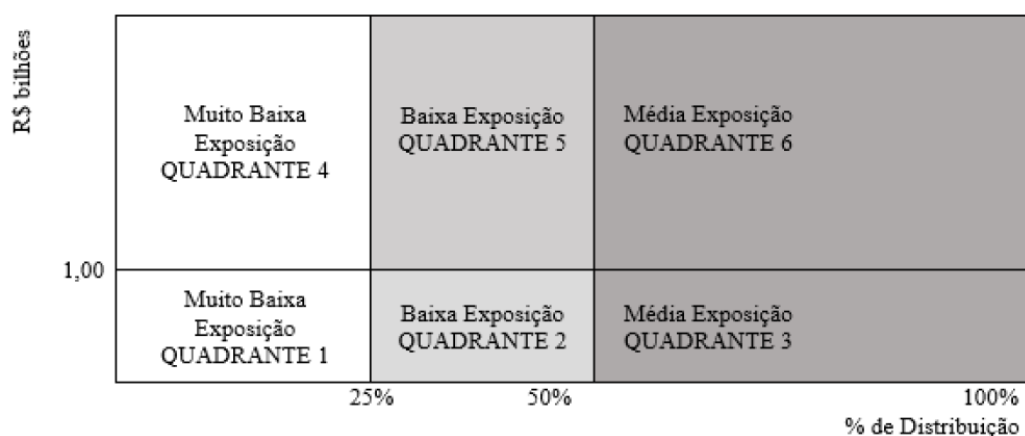 R$ bilhões
Muito Baixa
Exposição
QUADRANTE 4
Baixa Exposição
QUADRANTE 5
Média Exposição
QUADRANTE 6
1,00
Muito Baixa
Exposição
QUADRANTE 1
Baixa Exposição
QUADRANTE 2
Média Exposição
QUADRANTE 3
25%
50%
100%
% de Distribuição